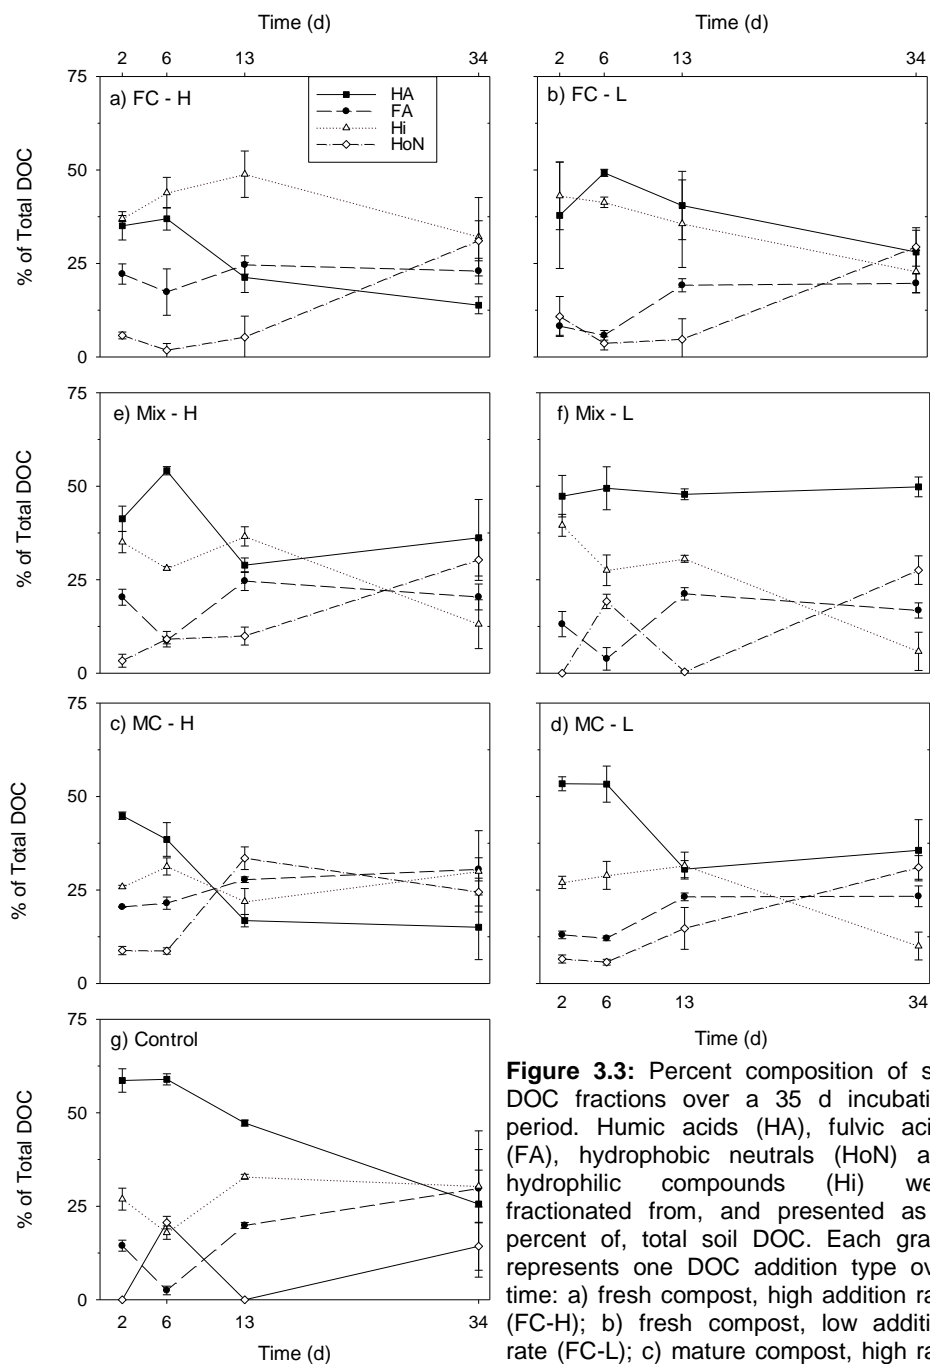 Time (d)
Time (d)
2 6 13 34
2 6 13 34
75
50
25
0
% of Total DOC
a) FC - H
HA
FA
Hi
HoN
b) FC - L
75
50
25
0
% of Total DOC
e) Mix - H
f) Mix - L
75
50
25
0
% of Total DOC
c) MC - H
d) MC - L
2 6 13 34
Time (d)
75
50
25
0
% of Total DOC
g) Control
2 6 13 34
Time (d)
Figure 3.3: Percent composition of s
DOC fractions over a 35 d incubati
period. Humic acids (HA), fulvic aci
(FA), hydrophobic neutrals (HoN) a
hydrophilic compounds (Hi) we
fractionated from, and presented as
percent of, total soil DOC. Each gra
represents one DOC addition type ov
time: a) fresh compost, high addition ra
(FC-H); b) fresh compost, low additi
rate (FC-L); c) mature compost, high ra